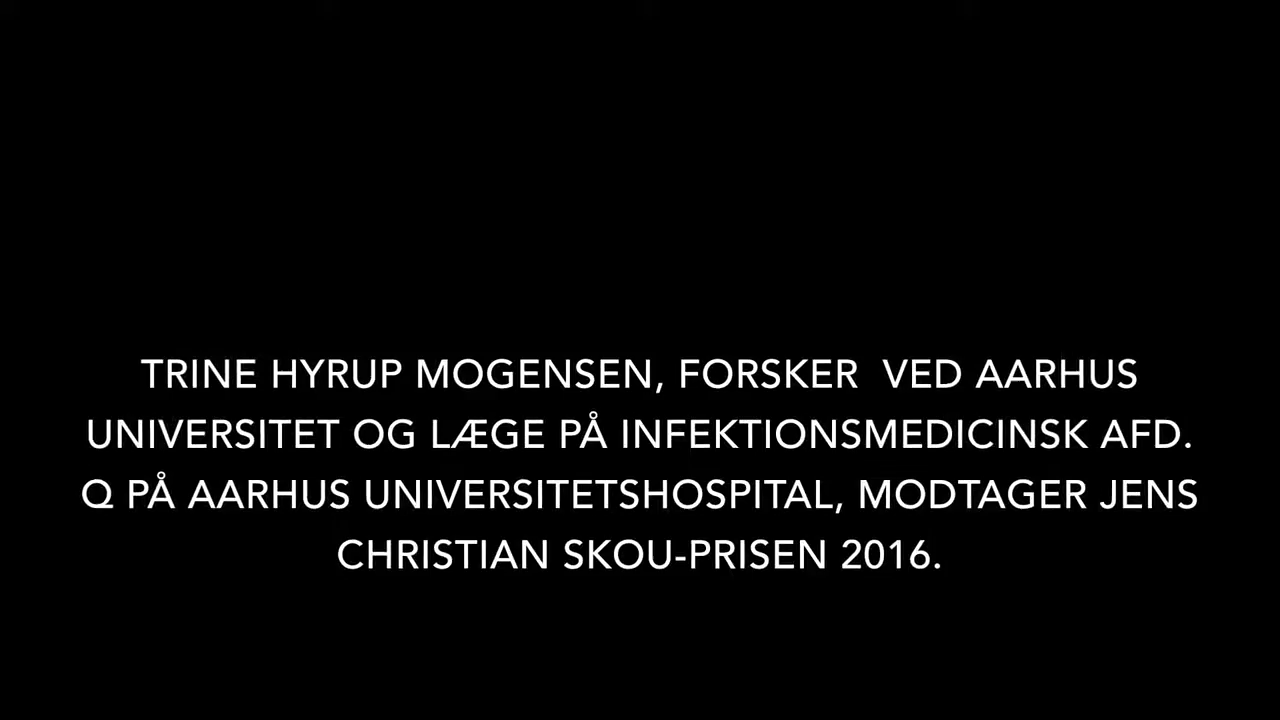 TRINE HYRUP MOGENSEN, FORSKER  VED AARHUS
UNIVERSITET OG LÆGE PÅ INFEKTIONSMEDICINSK AFD.
Q PÅ AARHUS UNIVERSITETSHOSPITAL, MODTAGER JENS
CHRISTIAN SKOU-PRISEN 2016.